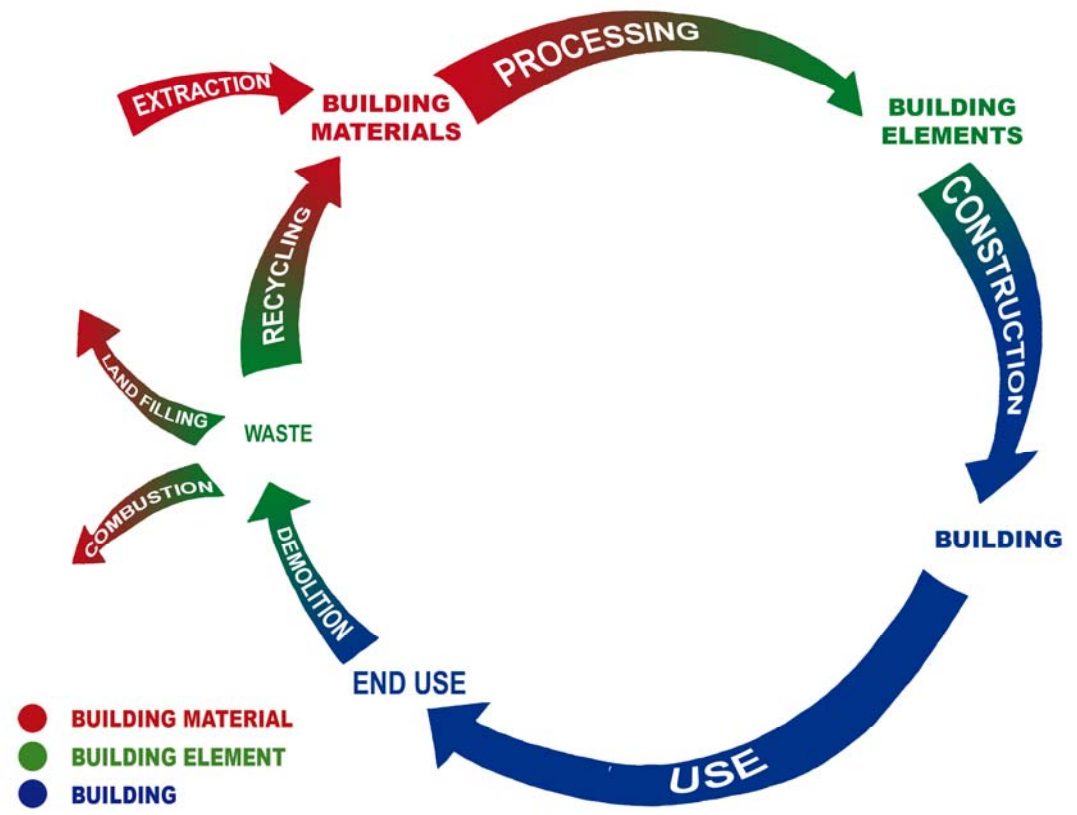 EXTRACTION
BUILDING
MATERIALS
PROCESSING
BUILDING
ELEMENTS
CONSTRUCTION
BUILDING
USE
END USE
DEMOLITION
WASTE
RECYCLING
LAND FILLING
COMBUSTION
BUILDING MATERIAL
BUILDING ELEMENT
BUILDING